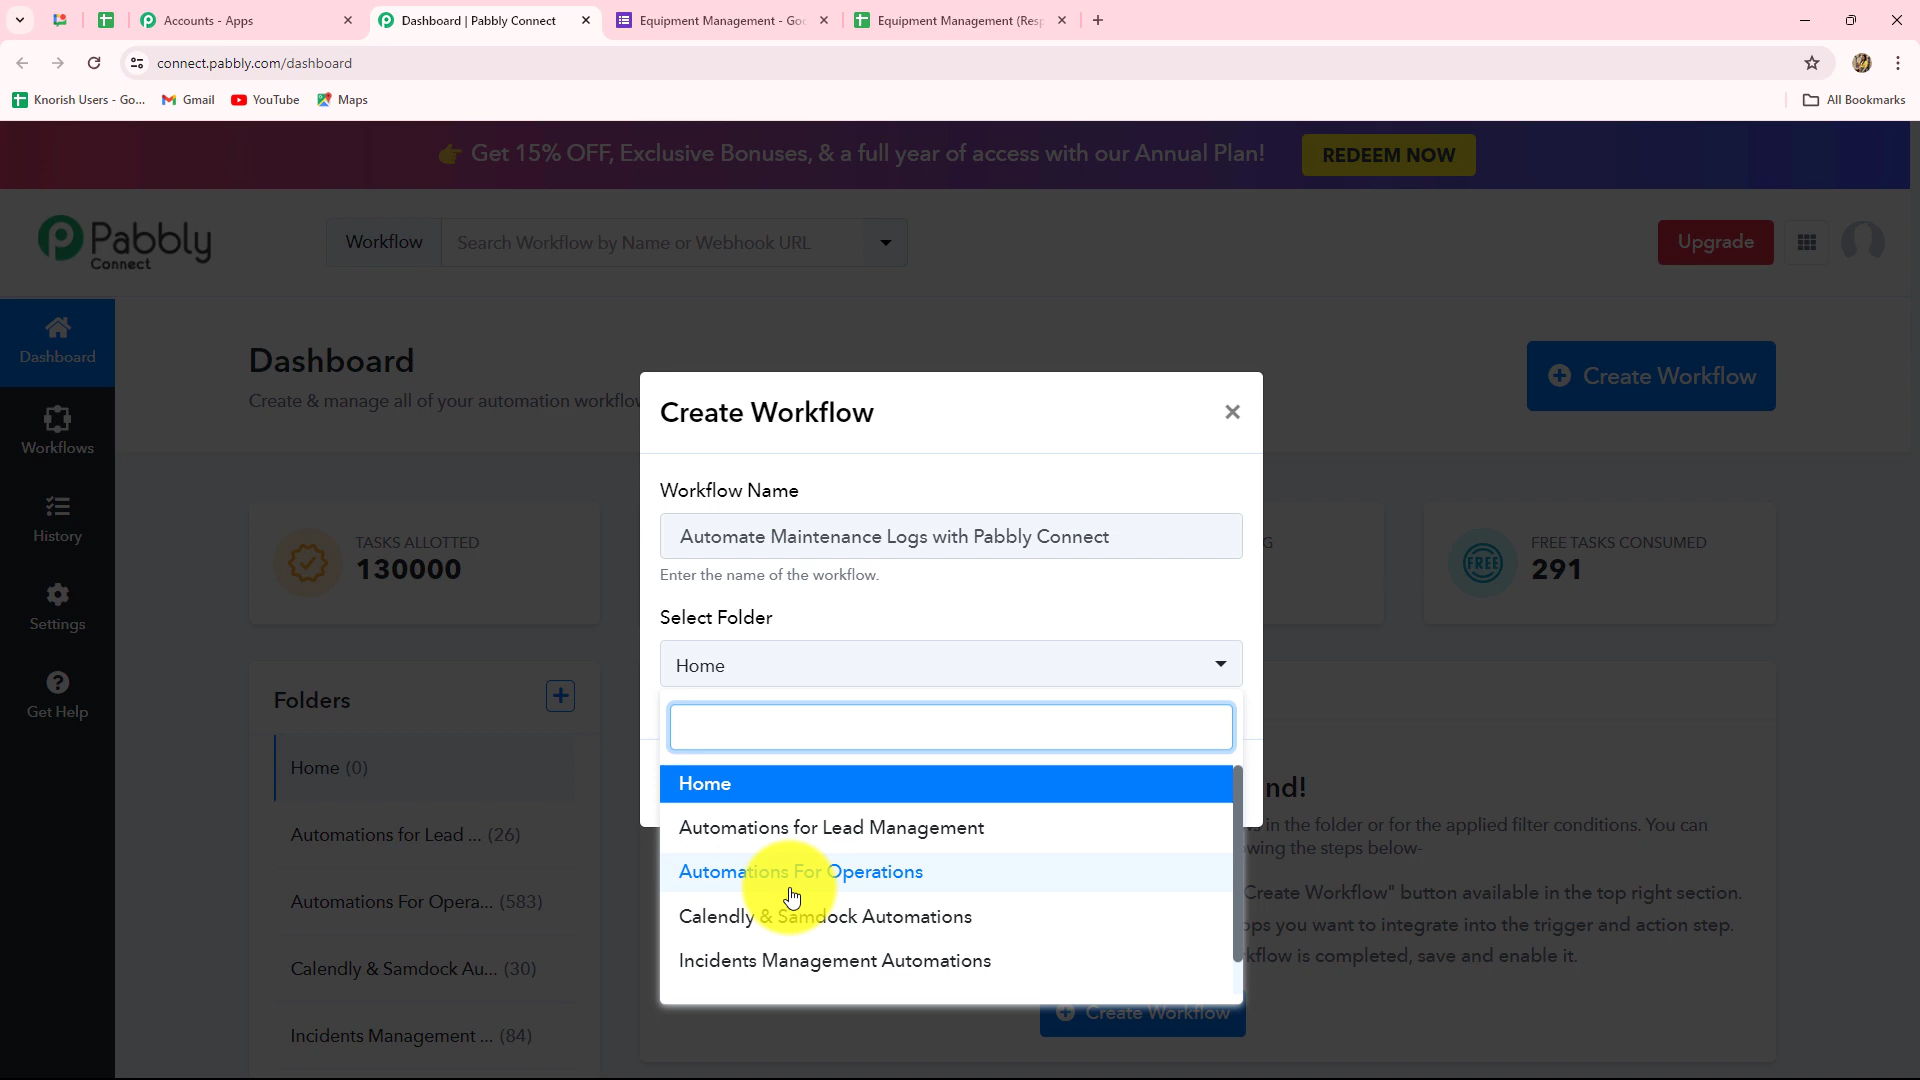 Accounts - Apps
Dashboard | Pabbly Connect
Equipment Management - Goo
Equipment Management (Resp
connect.pabbly.com/dashboard
Knorish Users - Go...
Gmail
YouTube
Maps
All Bookmarks
Get 15% OFF, Exclusive Bonuses, & a full year of access with our Annual Plan!
REDEEM NOW
Pabbly
Connect
Workflow
Search Workflow by Name or Webhook URL
Upgrade
Dashboard
Workflows
History
Settings
Get Help
Dashboard
Create & manage all of your automation workflow
Create Workflow
TASKS ALLOTTED
130000
G
FREE TASKS CONSUMED
FREE
291
Folders
Home (0)
Automations for Lead ... (26)
Automations For Opera... (583)
Calendly & Samdock Au... (30)
Incidents Management ... (84)
Create Workflow
Workflow Name
Automate Maintenance Logs with Pabbly Connect
Enter the name of the workflow.
Select Folder
Home
Home
Automations for Lead Management
Automations For Operations
Calendly & Samdock Automations
Incidents Management Automations
nd!
in the folder or for the applied filter conditions. You can
wing the steps below-
Create Workflow" button available in the top right section.
ps you want to integrate into the trigger and action step.
kflow is completed, save and enable it.
Create Workflow